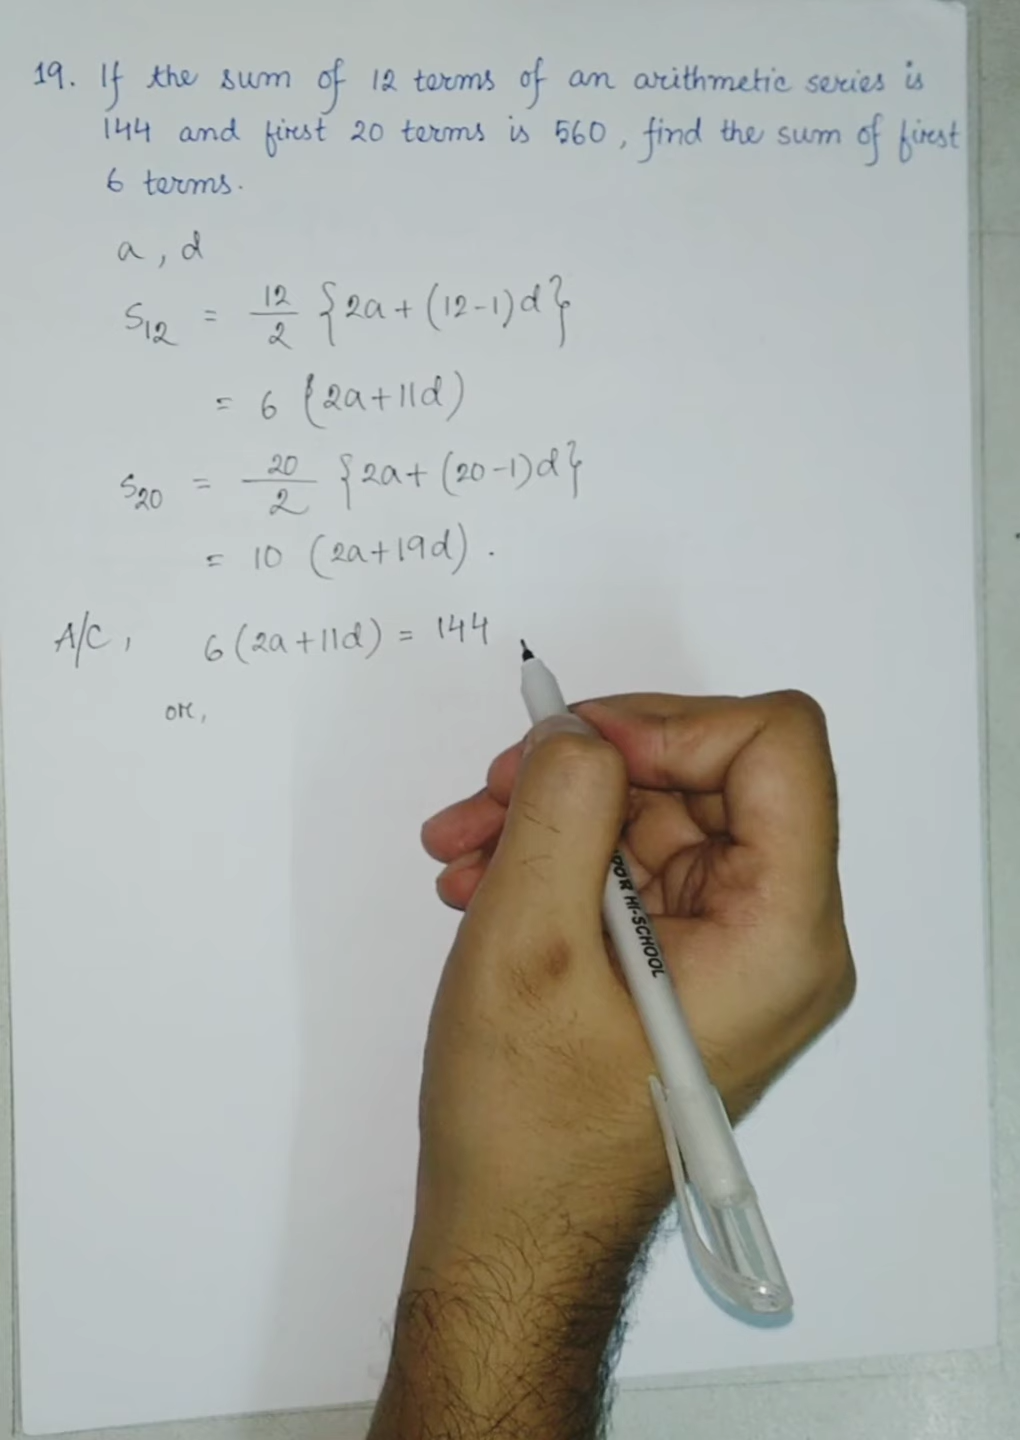 19. If the sum of 12 terms of an arithmetic series is
144 and first 20 terms is 560, find the sum of first
6 terms.
a, d
S₁₂ = 12/2 {2a + (12-1)d}
= 6 (2a+11d)
S₂₀ = 20/2 {2a + (20-1)d}
= 10 (2a+19d).
A/C, 6(2a+11d) = 144
or,
HI-SCHOOL